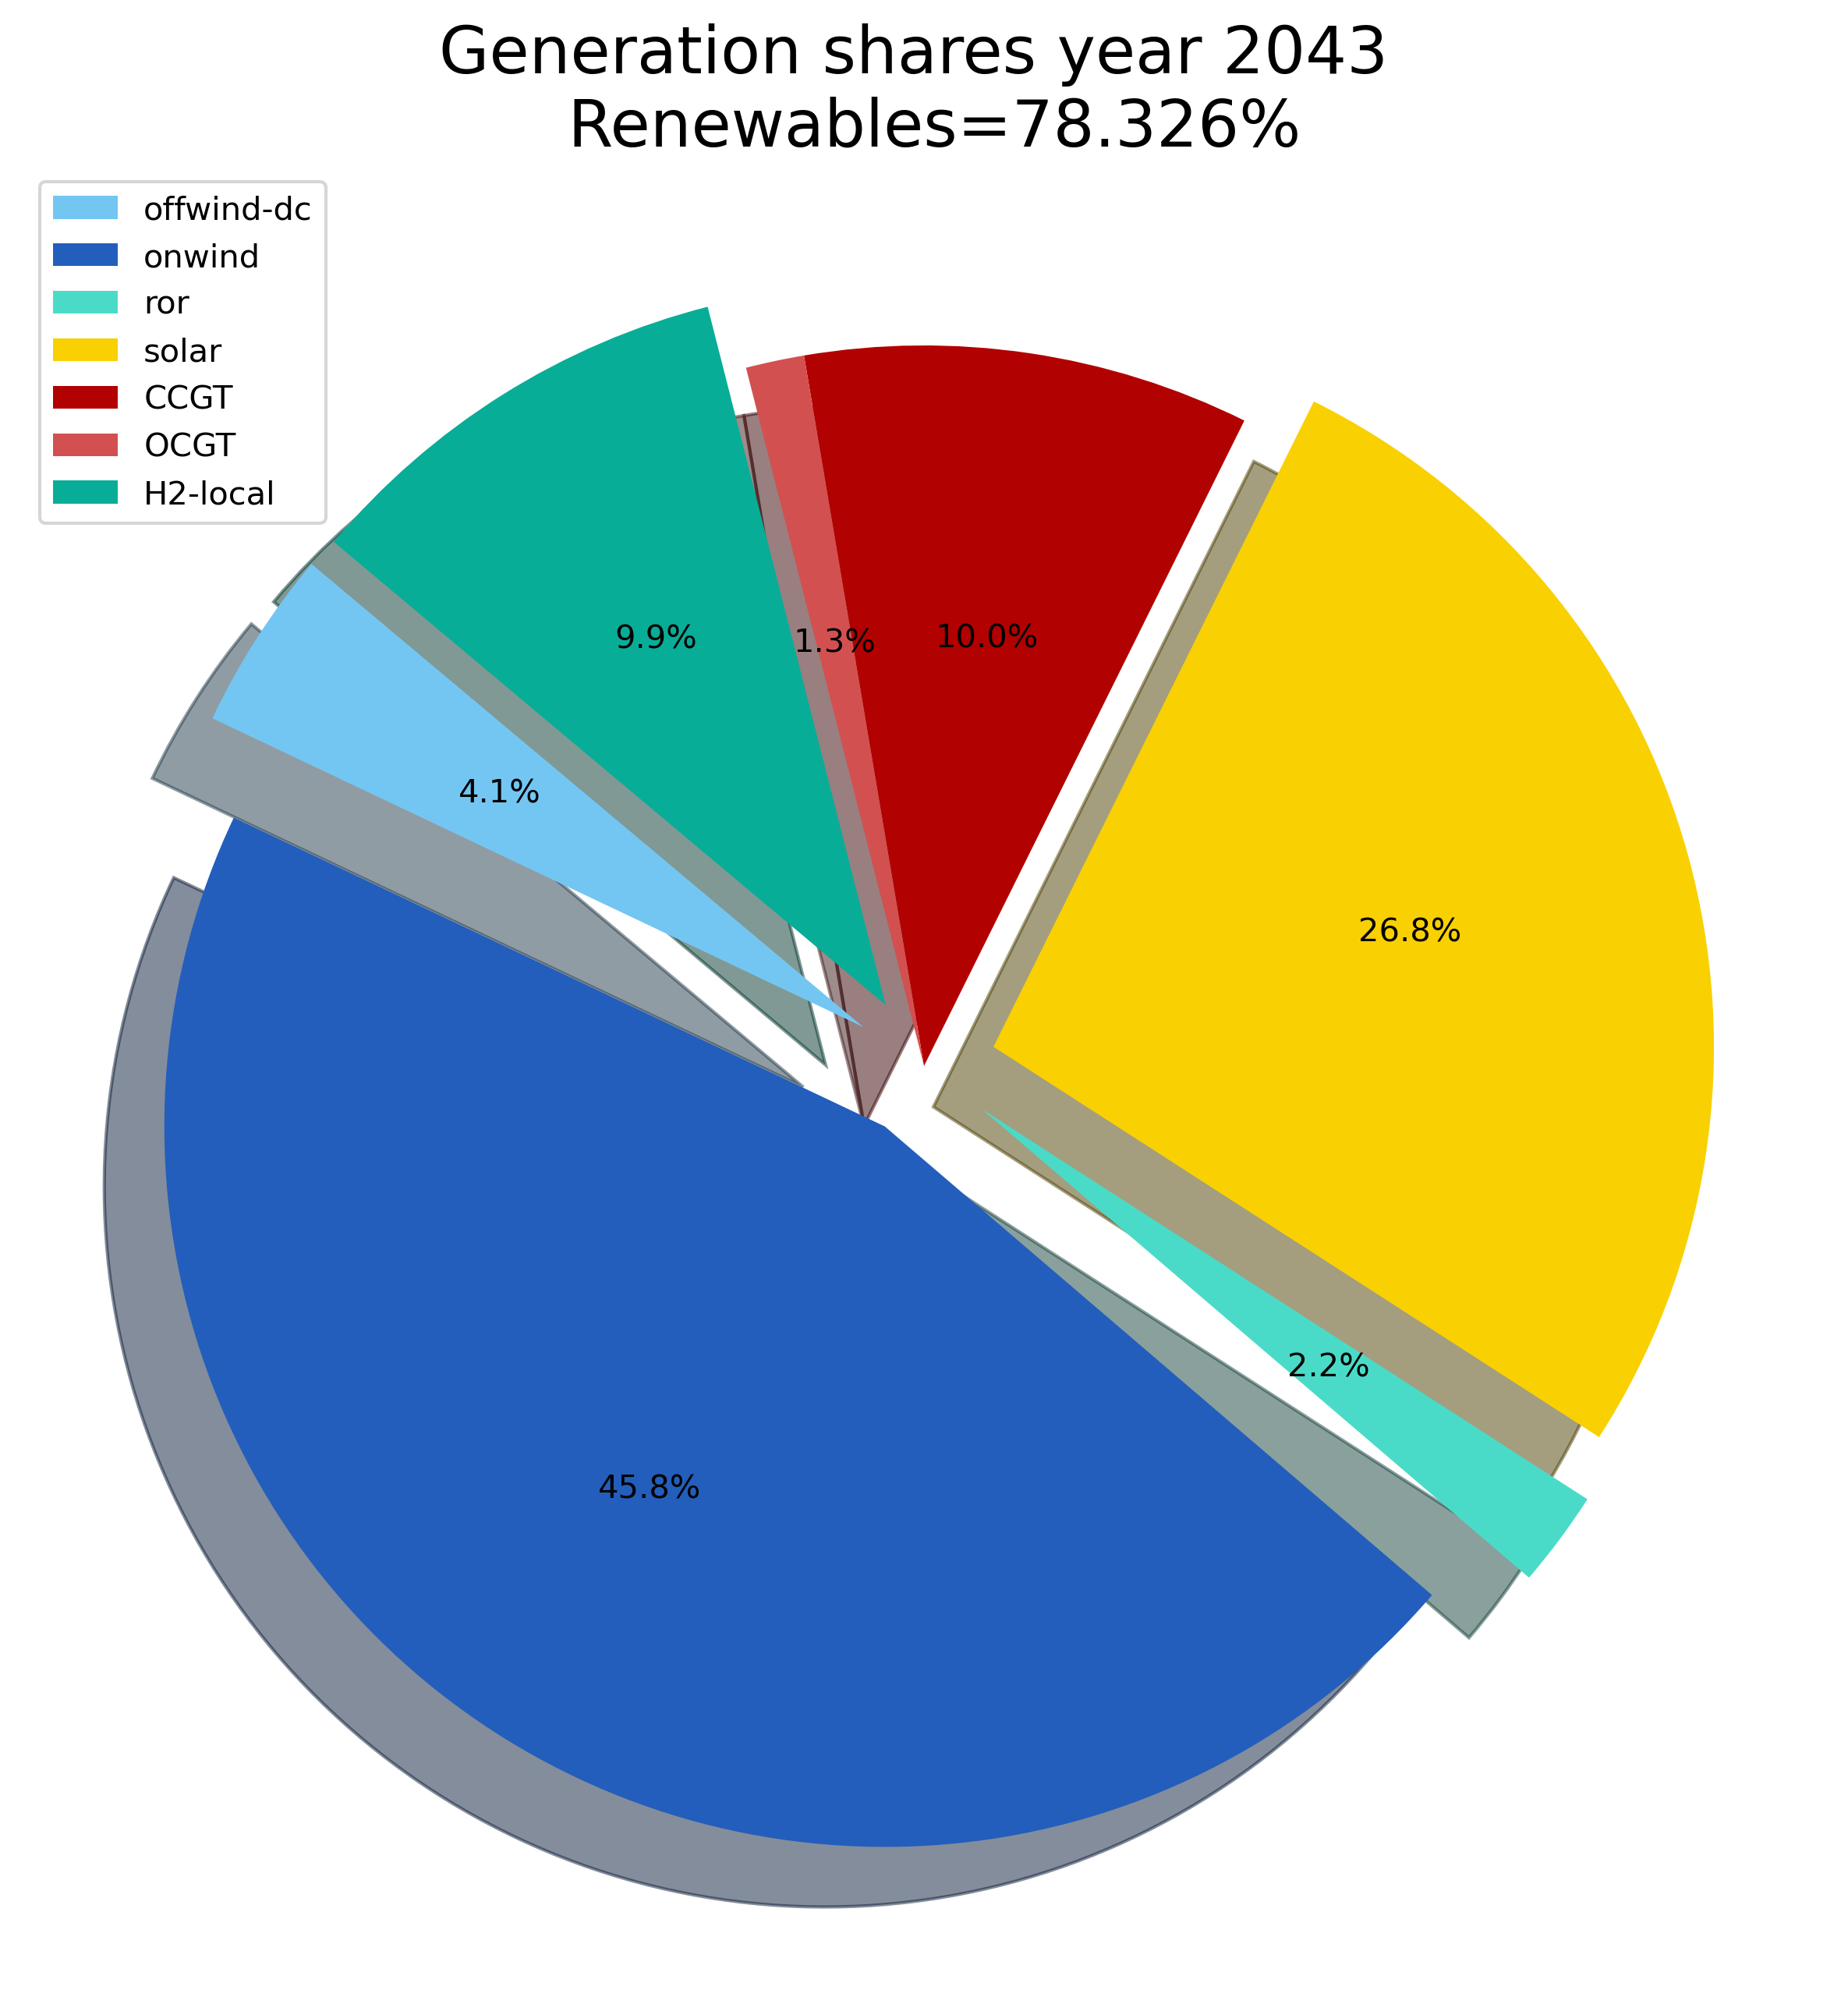 Generation shares year 2043
Renewables=78.326%
offwind-dc
onwind
ror
solar
CCGT
OCGT
H2-local
9.9%
1.3%
10.0%
4.1%
26.8%
2.2%
45.8%